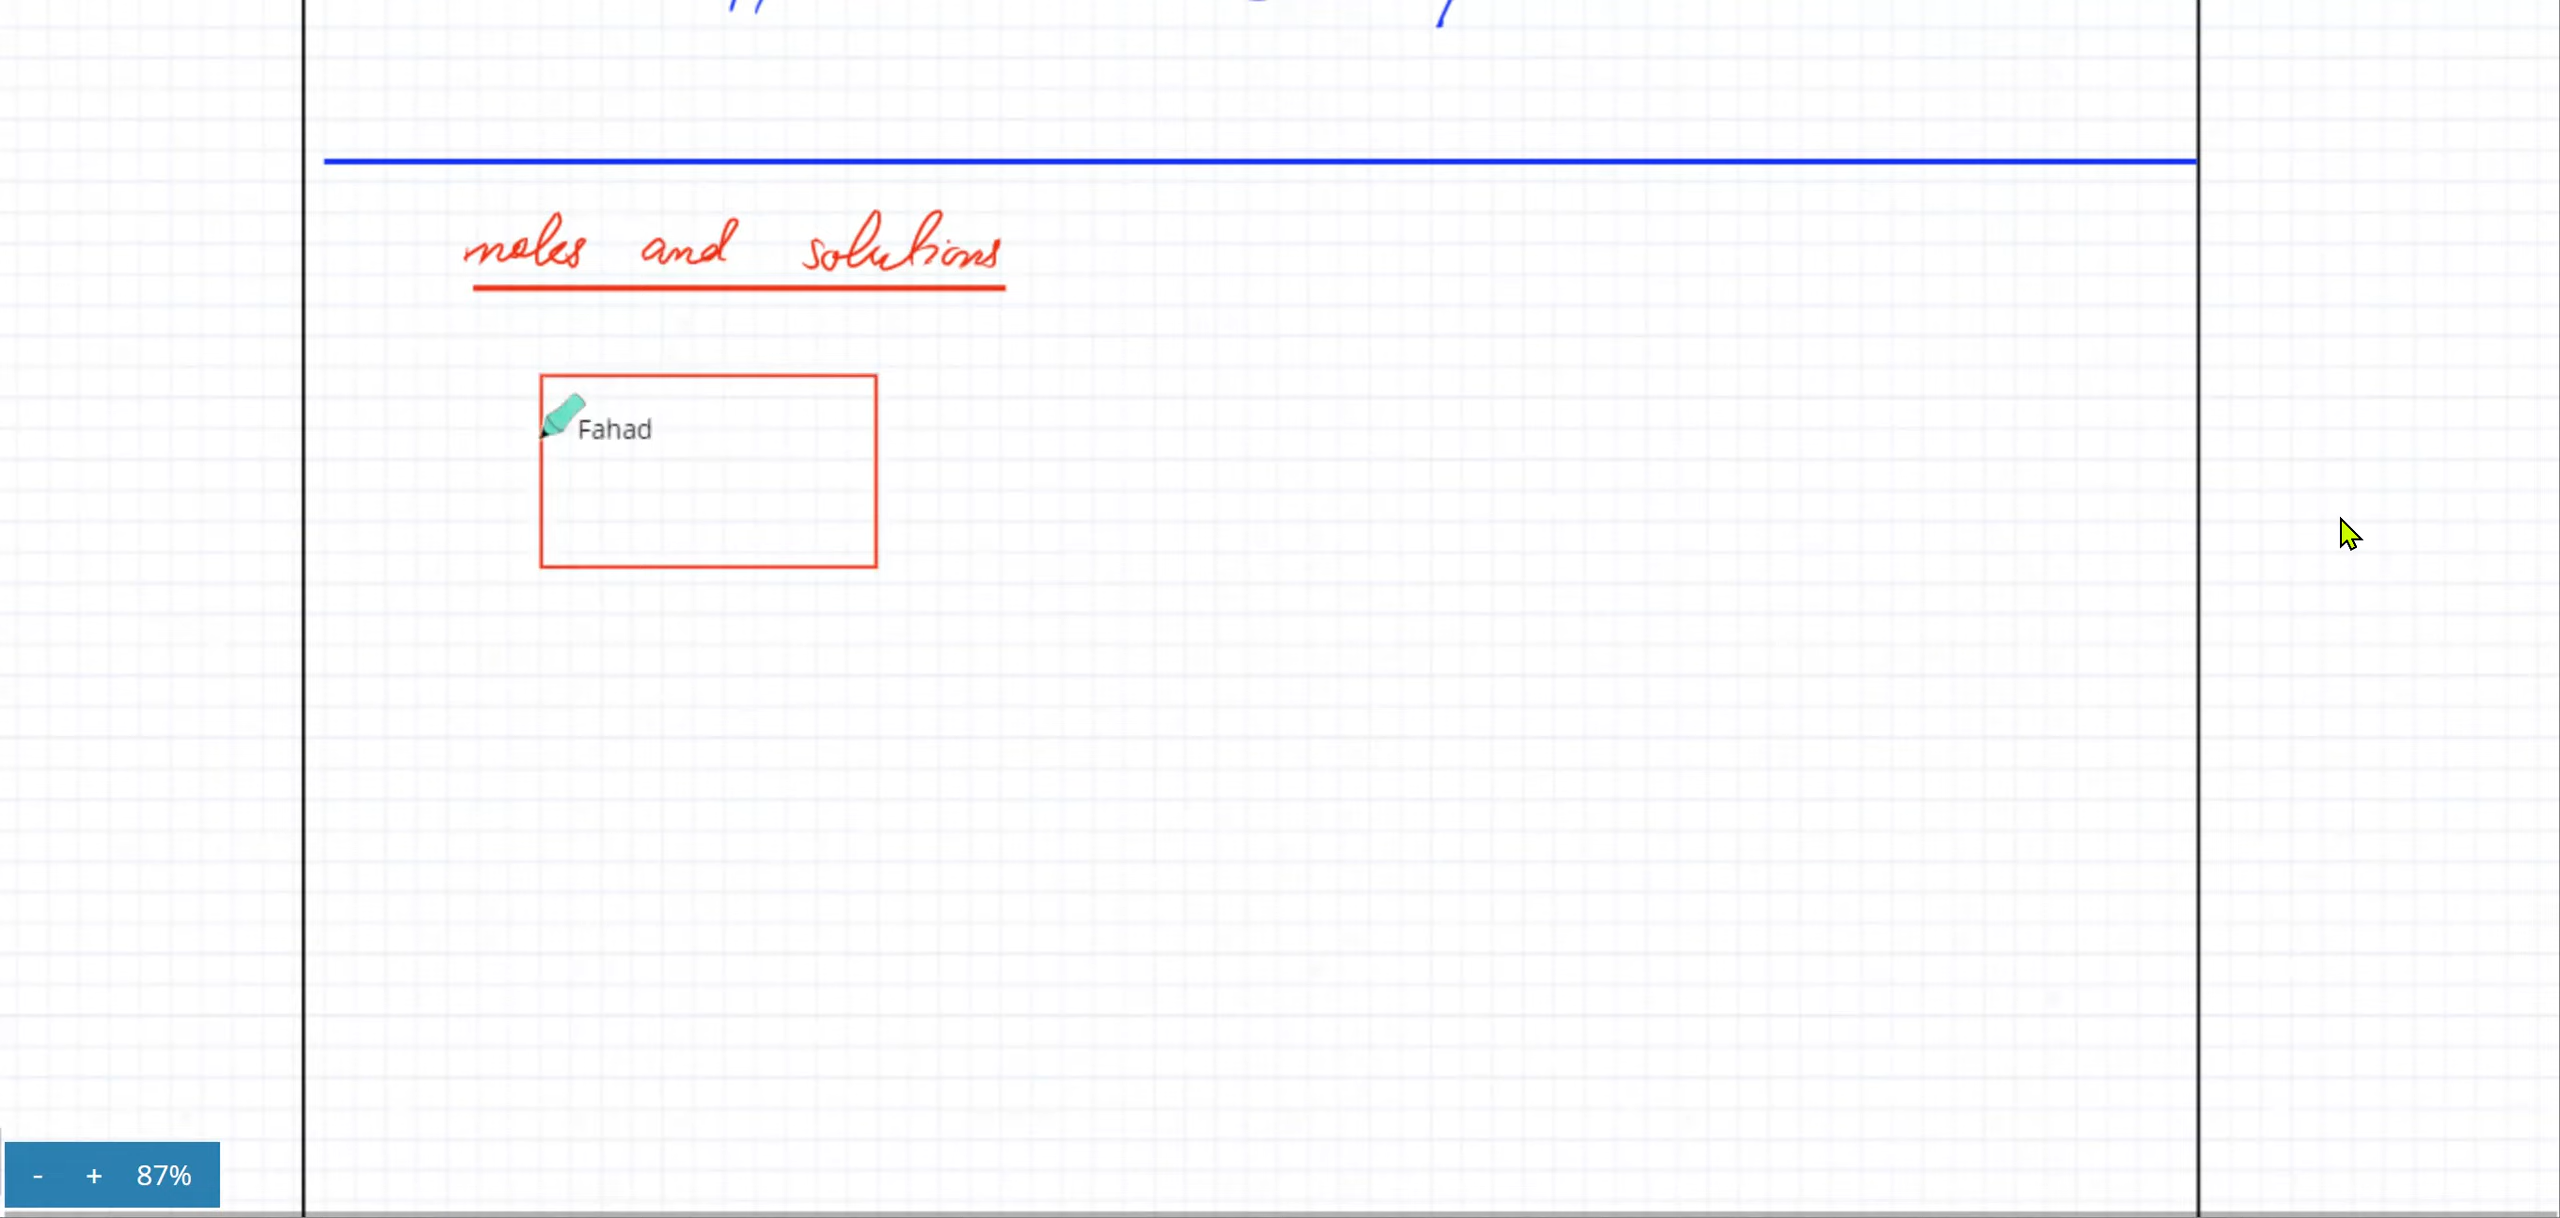 moles and solutions
Fahad
- + 87%